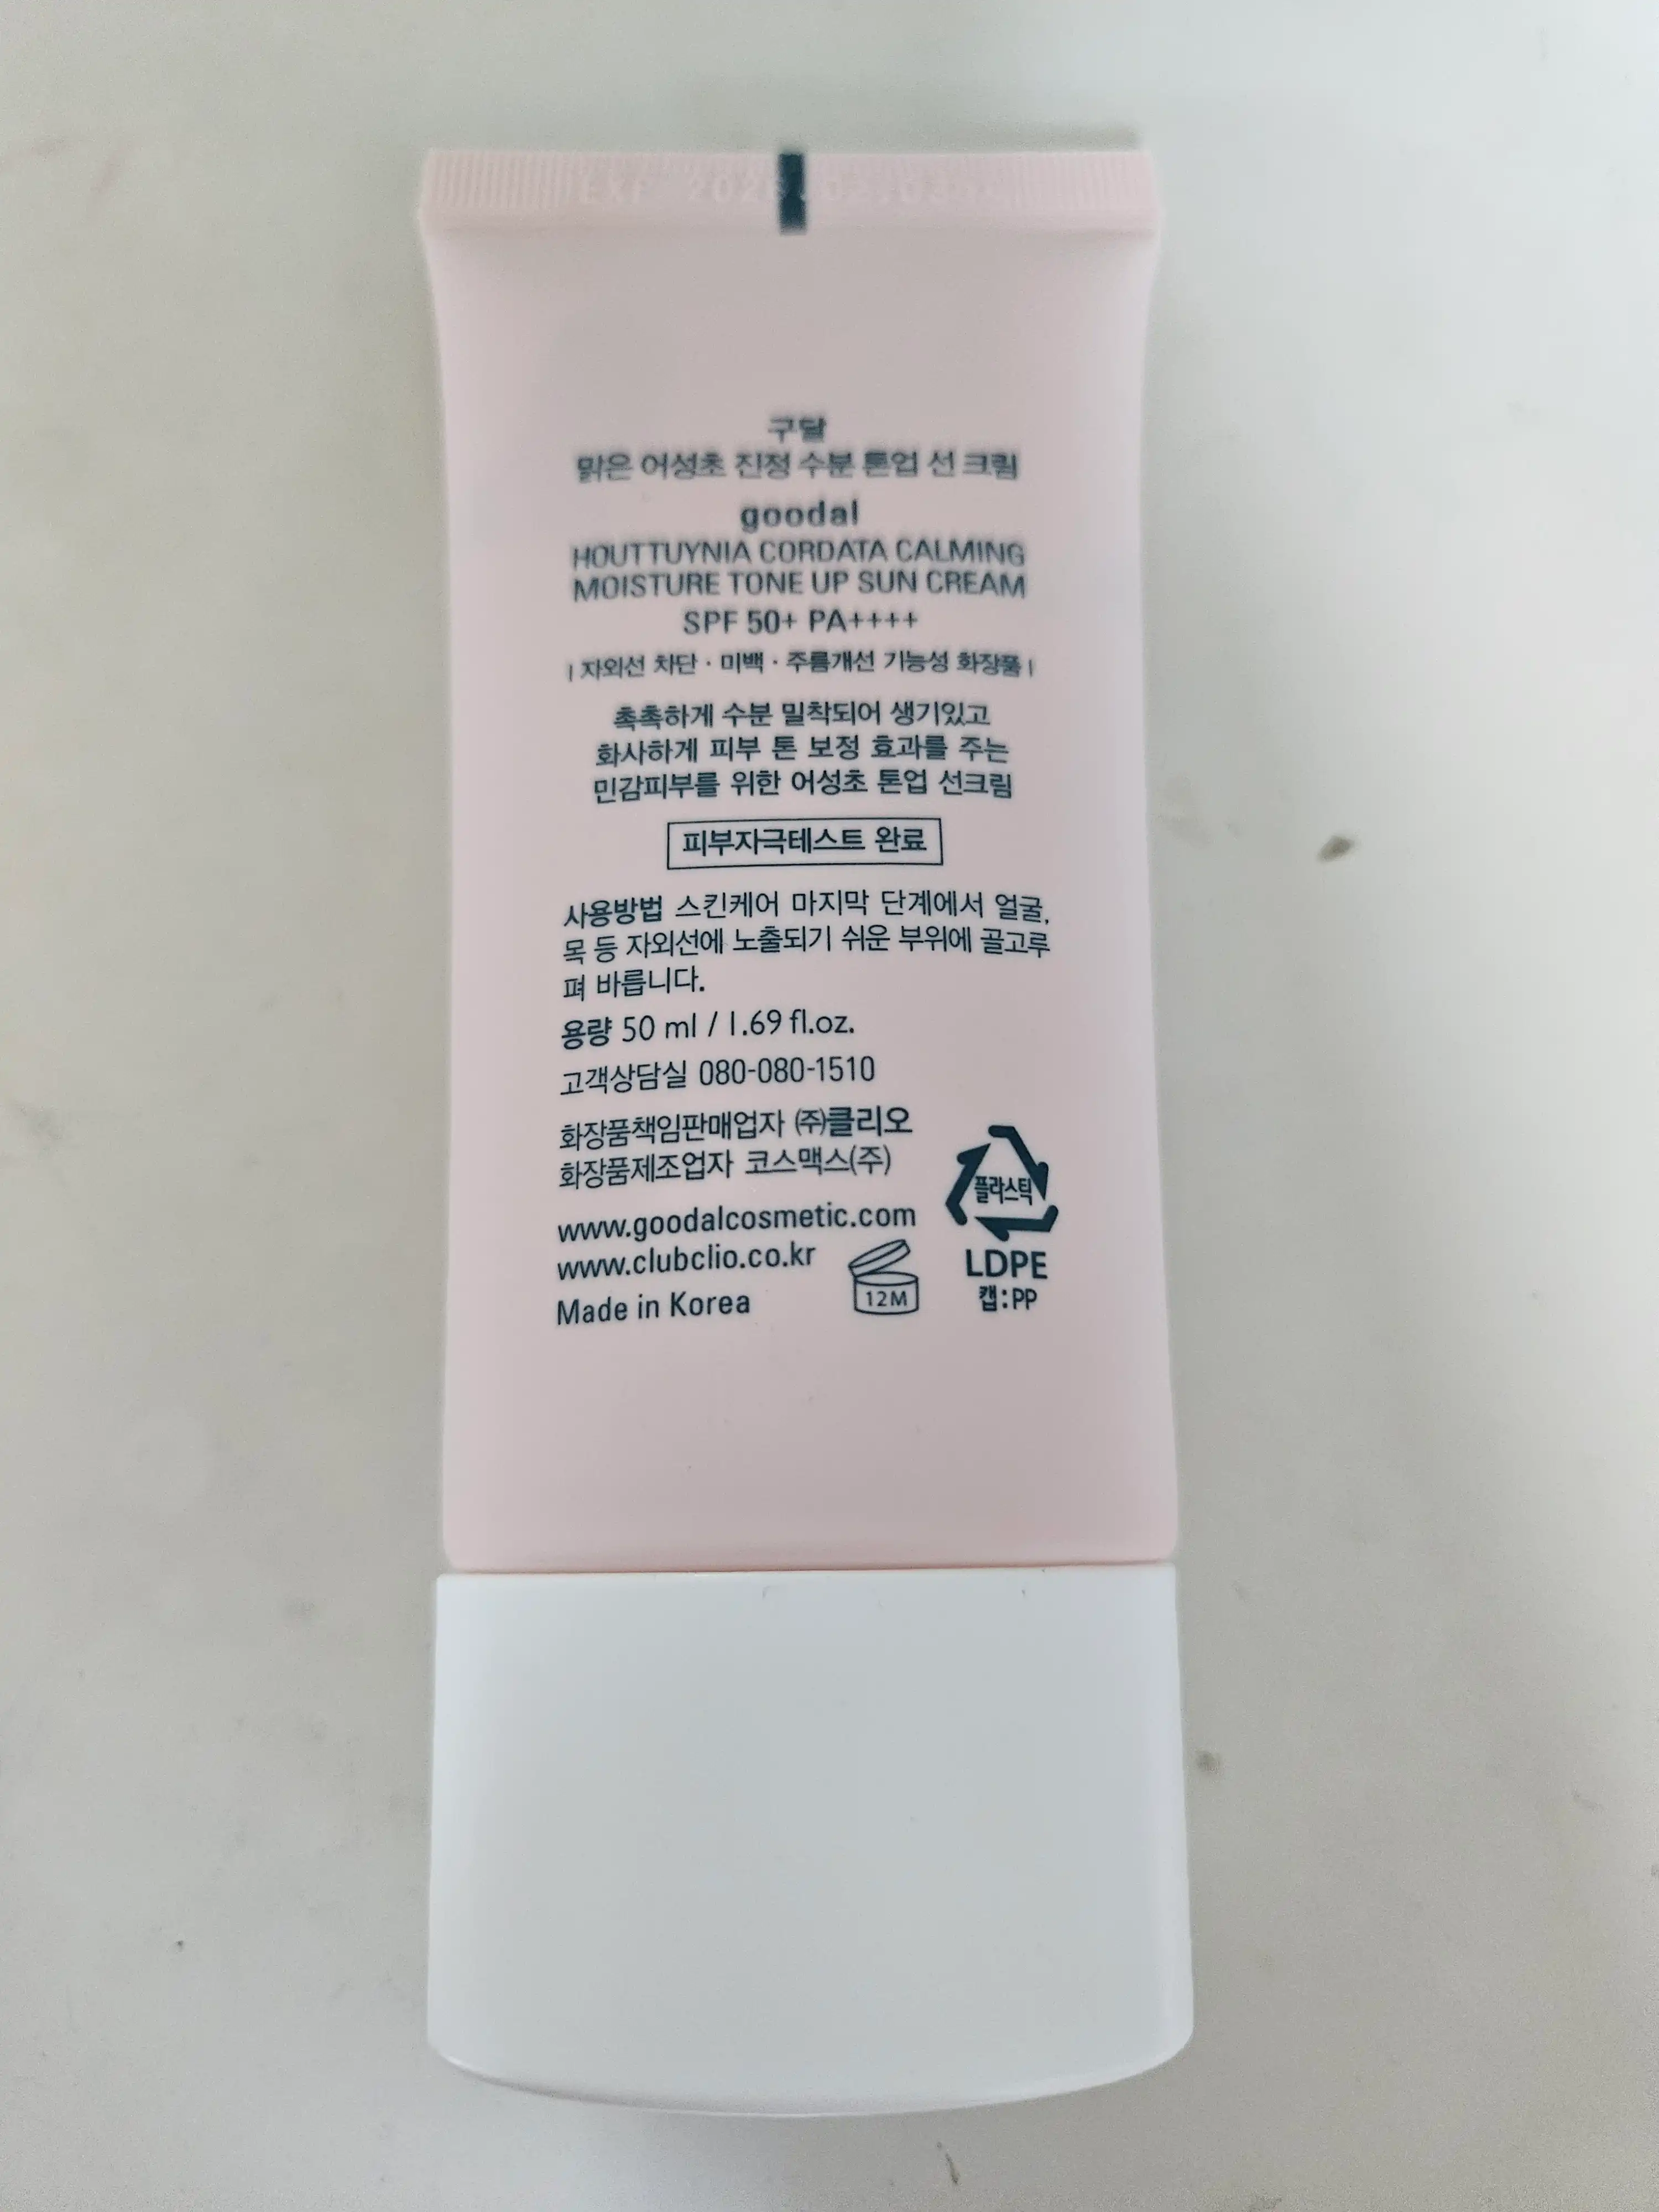 EXP 2026.02.03
구달
맑은 어성초 진정 수분 톤업 선 크림
goodal
HOUTTUYNIA CORDATA CALMING
MOISTURE TONE UP SUN CREAM
SPF 50+ PA++++
| 자외선 차단 · 미백 · 주름개선 기능성 화장품 |
촉촉하게 수분 밀착되어 생기있고
화사하게 피부 톤 보정 효과를 주는
민감피부를 위한 어성초 톤업 선크림
피부자극테스트 완료
사용방법 스킨케어 마지막 단계에서 얼굴,
목 등 자외선에 노출되기 쉬운 부위에 골고루
펴 바릅니다.
용량 50 ml / 1.69 fl.oz.
고객상담실 080-080-1510
화장품책임판매업자 ㈜클리오
화장품제조업자 코스맥스(주)
www.goodalcosmetic.com
www.clubclio.co.kr
Made in Korea
12M
플라스틱
LDPE
캡:PP